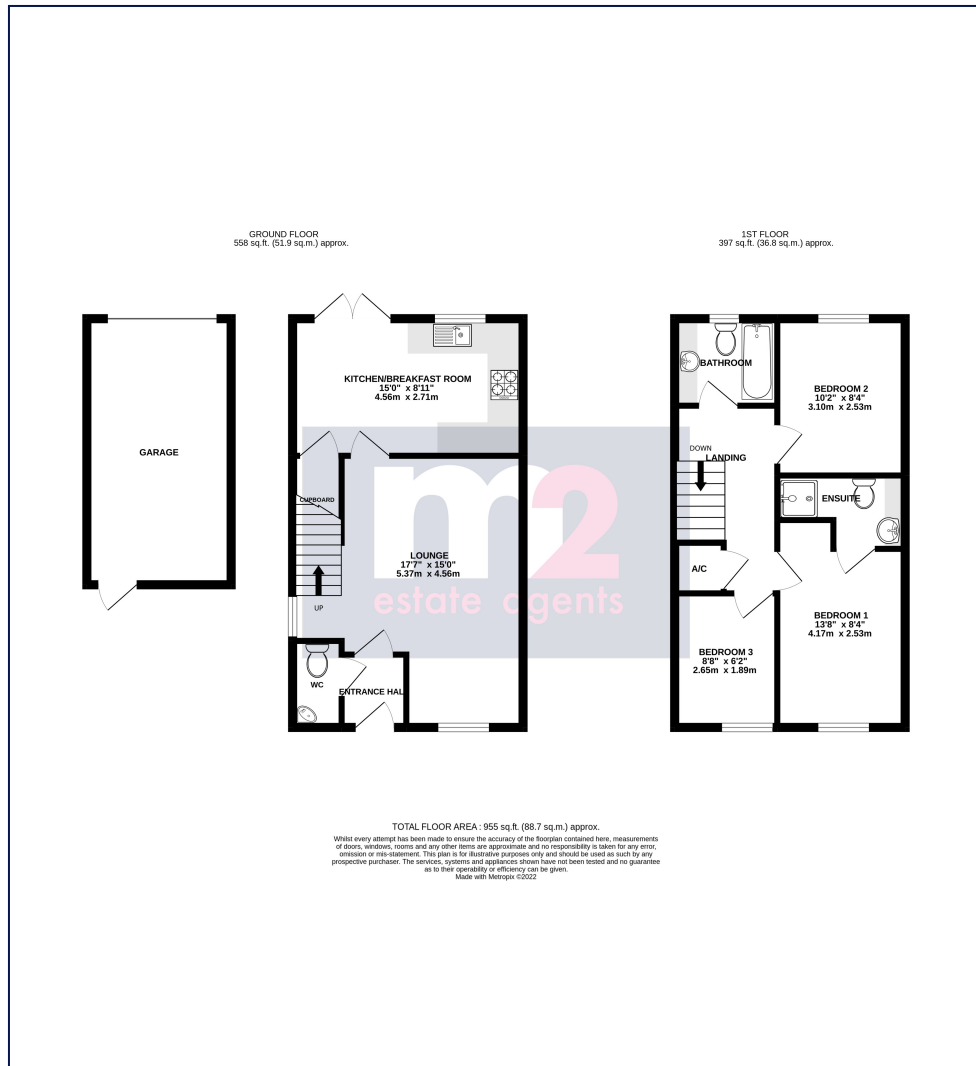 GROUND FLOOR
558 sq.ft. (51.9 sq.m.) approx.
1ST FLOOR
397 sq.ft. (36.8 sq.m.) approx.
GARAGE
KITCHEN/BREAKFAST ROOM
15'0" x 8'11"
4.56m x 2.71m
CUPBOARD
LOUNGE
17'7" x 15'0"
5.37m x 4.56m
UP
WC
ENTRANCE HALL
BATHROOM
BEDROOM 2
10'2" x 8'4"
3.10m x 2.53m
DOWN
LANDING
ENSUITE
A/C
BEDROOM 1
13'8" x 8'4"
4.17m x 2.53m
BEDROOM 3
8'8" x 6'2"
2.65m x 1.89m
m2
estate agents
TOTAL FLOOR AREA : 955 sq.ft. (88.7 sq.m.) approx.
Whilst every attempt has been made to ensure the accuracy of the floorplan contained here, measurements
of doors, windows, rooms and any other items are approximate and no responsibility is taken for any error,
omission or mis-statement. This plan is for illustrative purposes only and should be used as such by any
prospective purchaser. The services, systems and appliances shown have not been tested and no guarantee
as to their operability or efficiency can be given.
Made with Metropix ©2022